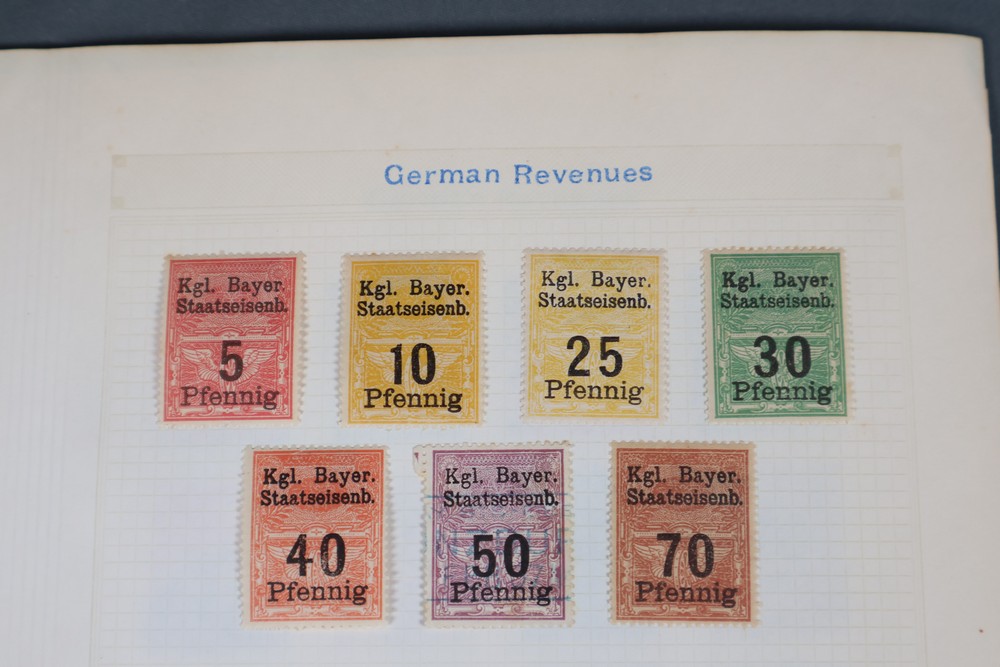 German Revenues
Kgl. Bayer.
Staatseisenb.
5
Pfennig
Kgl. Bayer.
Staatseisenb.
10
Pfennig
Kgl. Bayer.
Staatseisenb.
25
Pfennig
Kgl. Bayer.
Staatseisenb.
30
Pfennig
Kgl. Bayer.
Staatseisenb.
40
Pfennig
Kgl. Bayer.
Staatseisenb.
50
Pfennig
Kgl. Bayer.
Staatseisenb.
70
Pfennig